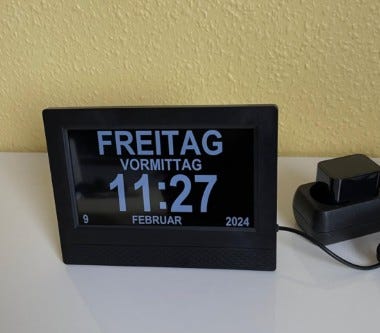 FREITAG
VORMITTAG
11:27
9 FEBRUAR 2024